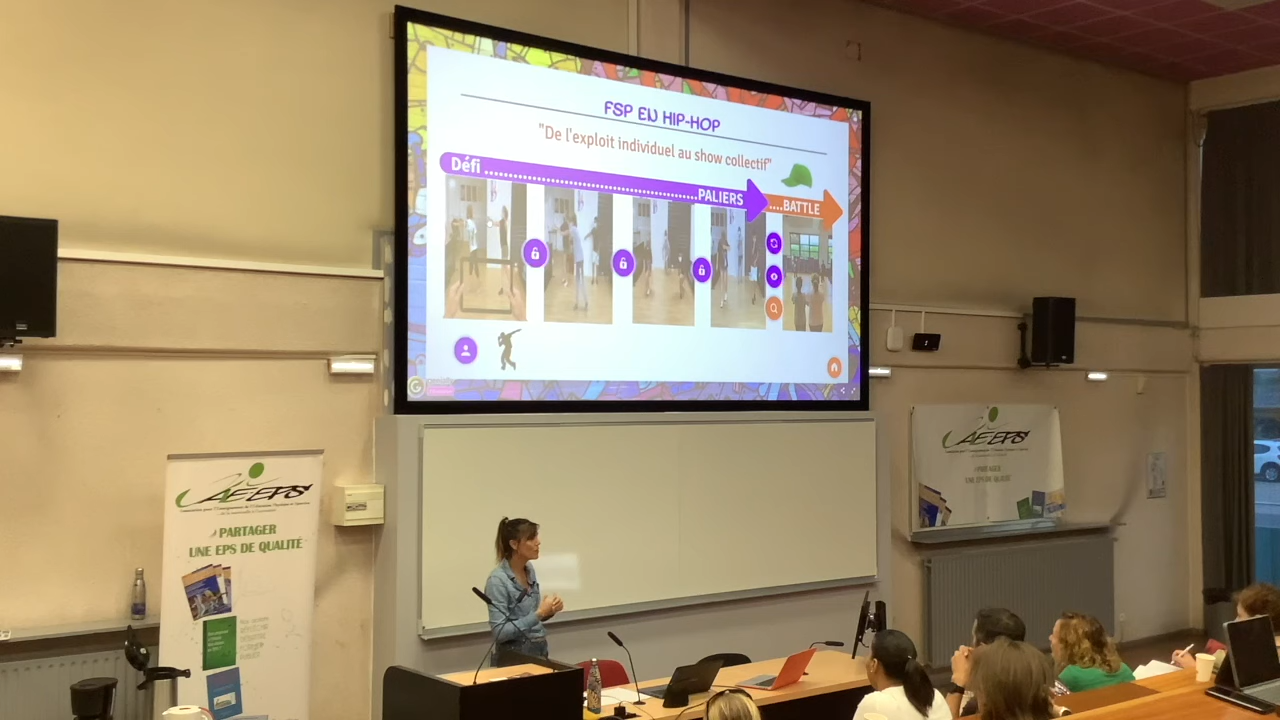 FSP EN HIP-HOP
"De l'exploit individuel au show collectif"
Défi
PALIERS
BATTLE
AEEPS
PARTAGER
UNE EPS DE QUALITÉ
AEEPS
PARTAGER
UNE EPS DE QUALITÉ